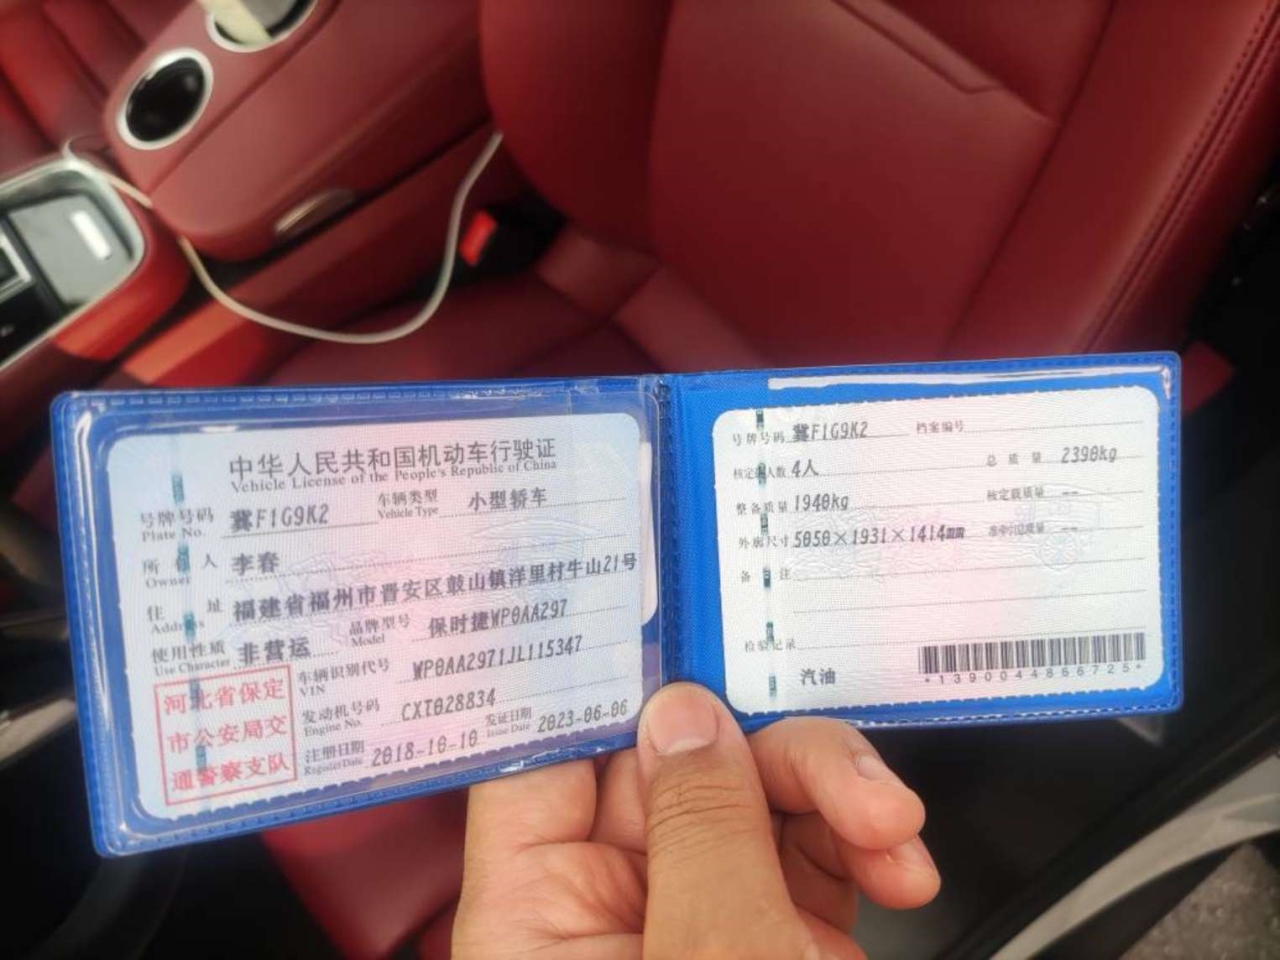 中华人民共和国机动车行驶证
Vehicle License of the People's Republic of China
号牌号码 冀F1G9K2 车辆类型 小型轿车
Plate No. Vehicle Type
所有人 李春
Owner
住址 福建省福州市晋安区鼓山镇洋里村牛山21号
Address
使用性质 非营运 品牌型号 保时捷WP0AA297
Use Character Model
车辆识别代号 WP0AA2971JL115347
VIN
发动机号码 CXT028834
Engine No.
注册日期 2018-10-10 发证日期 2023-06-06
Register Date Issue Date
河北省保定
市公安局交
通警察支队
号牌号码 冀F1G9K2 档案编号
核定载人数 4人 总质量 2390kg
整备质量 1940kg 核定载质量 --
外廓尺寸 5050×1931×1414mm 准牵引总质量 --
备注
检验记录
汽油
*1390044866725*